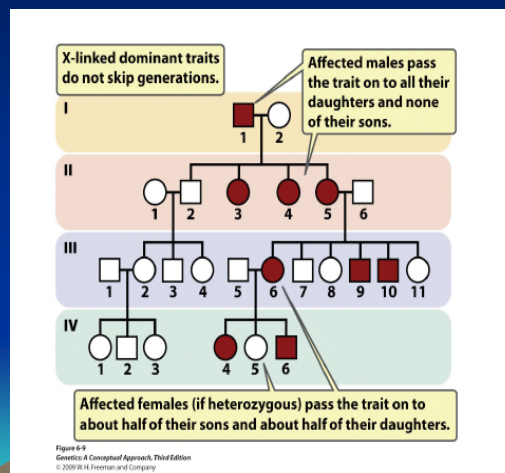 X-linked dominant traits
do not skip generations.
Affected males pass
the trait on to all their
daughters and none
of their sons.
I
1 2
II
1 2 3 4 5 6
III
1 2 3 4 5 6 7 8 9 10 11
IV
1 2 3 4 5 6
Affected females (if heterozygous) pass the trait on to
about half of their sons and about half of their daughters.
Figure 6-9
Genetics: A Conceptual Approach, Third Edition
© 2009 W. H. Freeman and Company